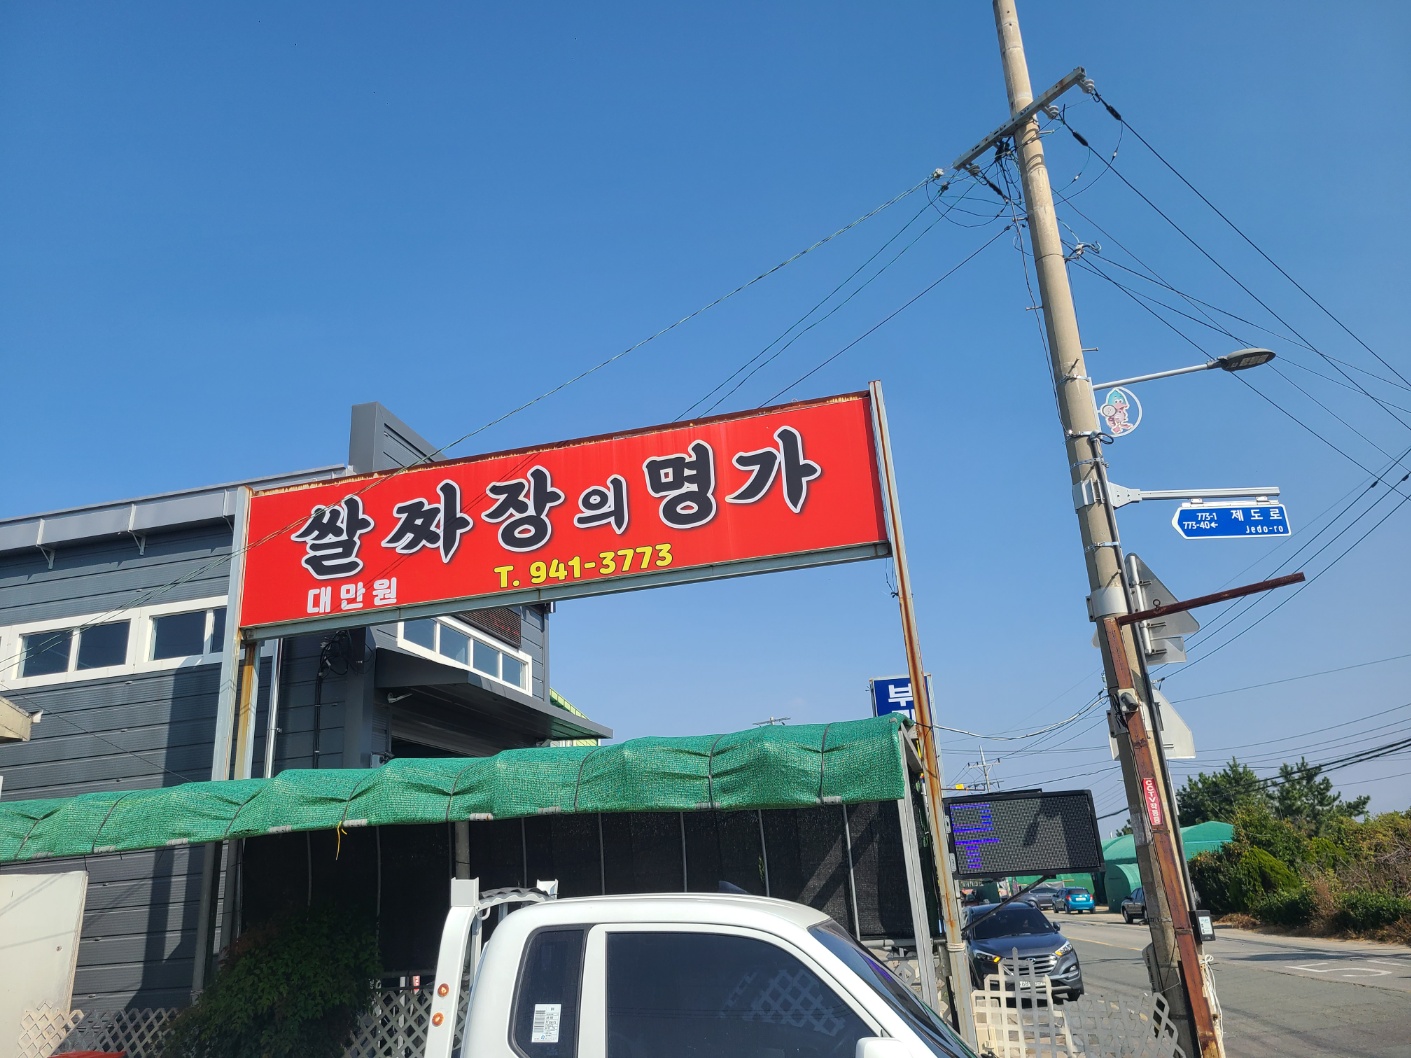 쌀짜장의명가
대만원
T. 941-3773
773-1
773-40←
제도로
Jedo-ro
부